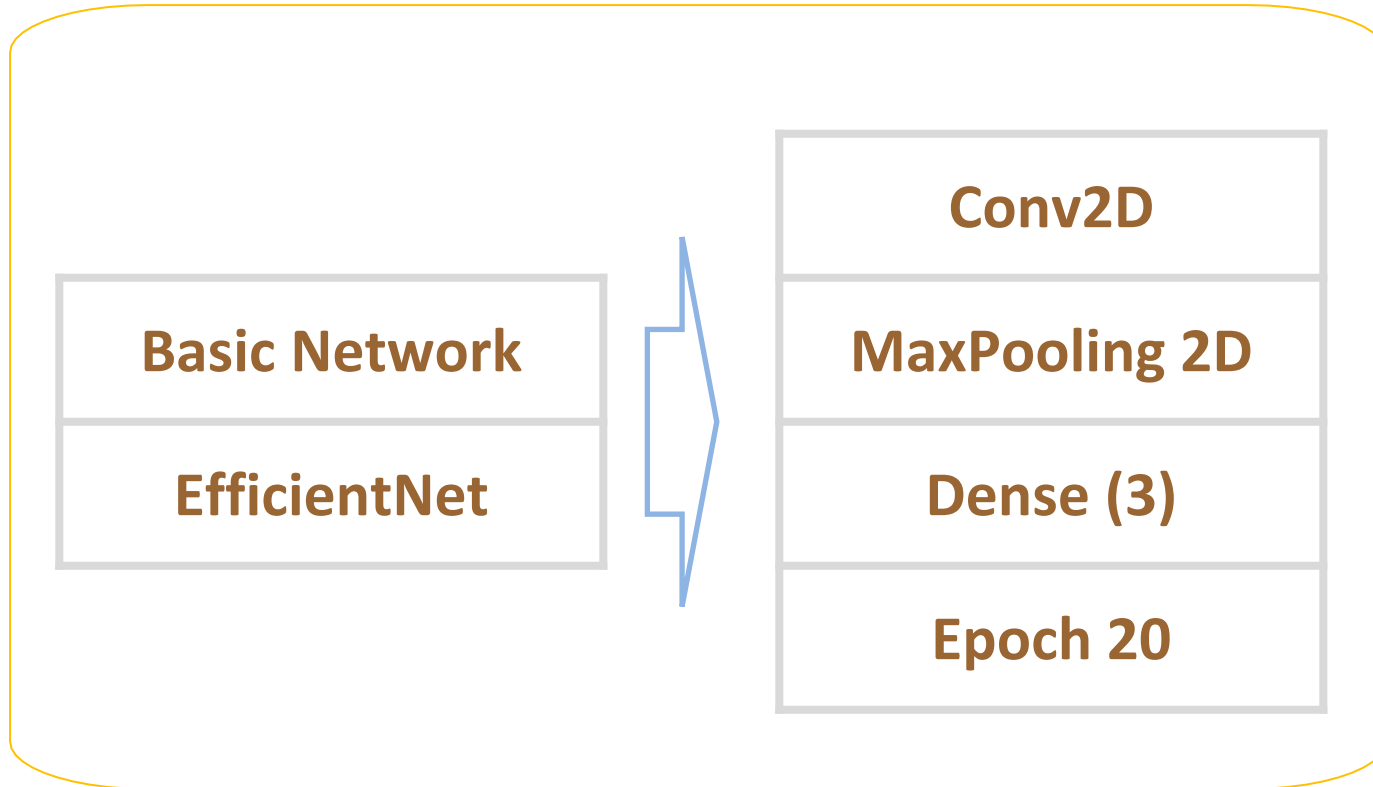 Basic Network
EfficientNet
Conv2D
MaxPooling 2D
Dense (3)
Epoch 20